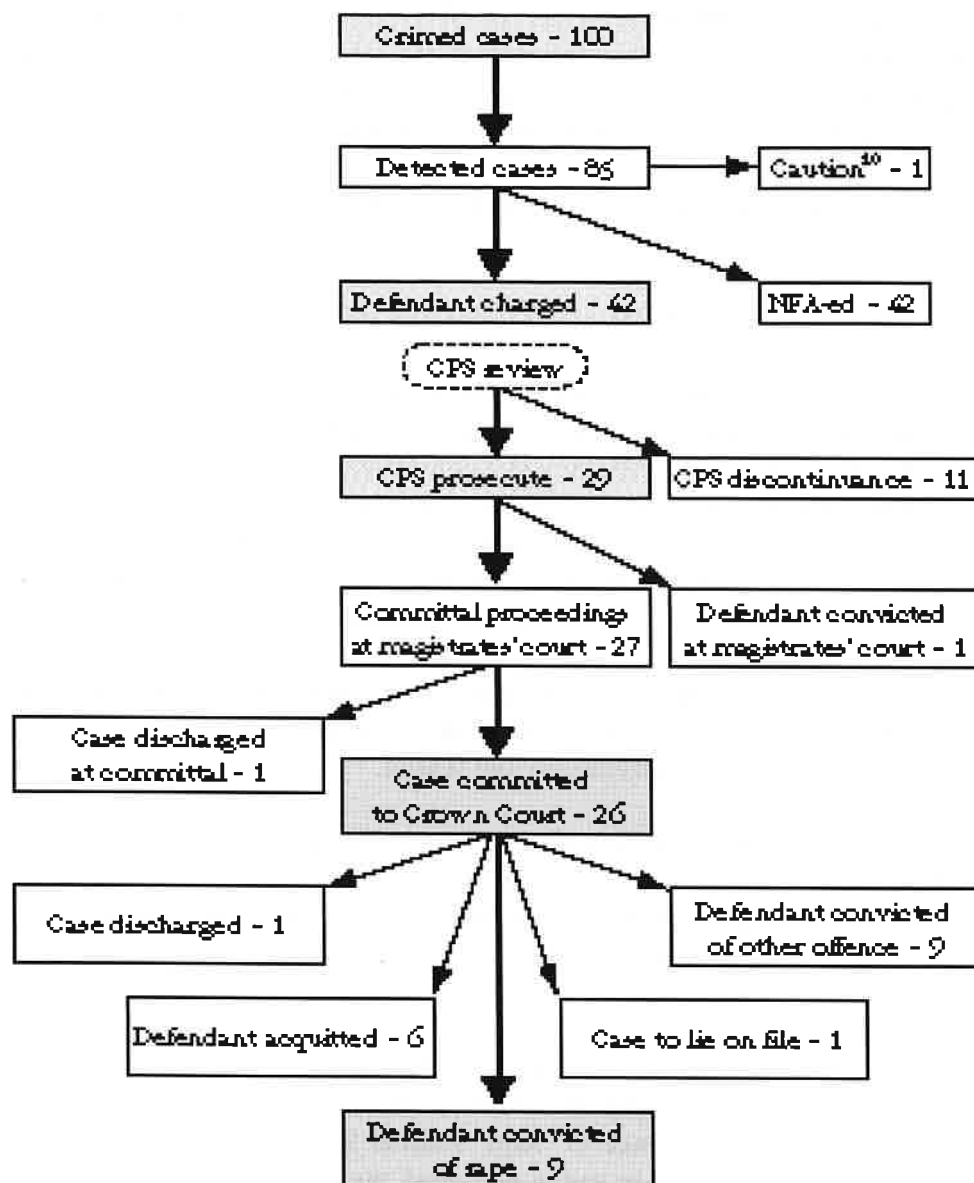 Crimed cases - 100
Detected cases - 86
Caution¹⁰ - 1
Defendant charged - 42
NFA-ed - 42
CPS review
CPS prosecute - 29
CPS discontinuance - 11
Committal proceedings
at magistrates' court - 27
Defendant convicted
at magistrates' court - 1
Case discharged
at committal - 1
Case committed
to Crown Court - 26
Case discharged - 1
Defendant convicted
of other offence - 9
Defendant acquitted - 6
Case to lie on file - 1
Defendant convicted
of rape - 9